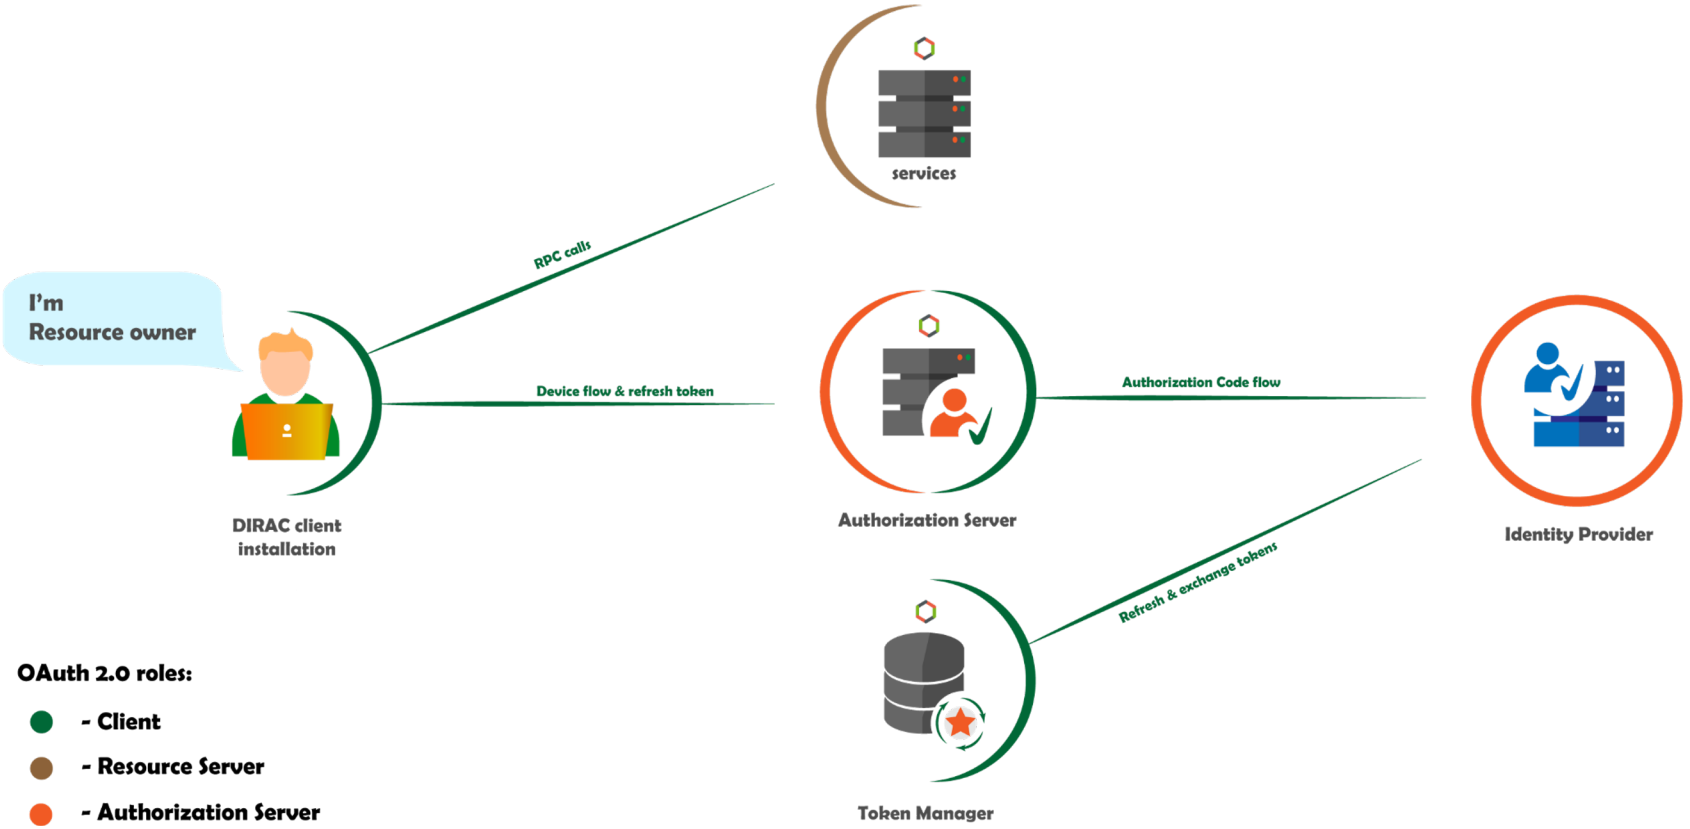 services
RPC calls
I'm
Resource owner
Device flow & refresh token
Authorization Code flow
DIRAC client
installation
Authorization Server
Identity Provider
Refresh & exchange tokens
Token Manager
OAuth 2.0 roles:
- Client
- Resource Server
- Authorization Server